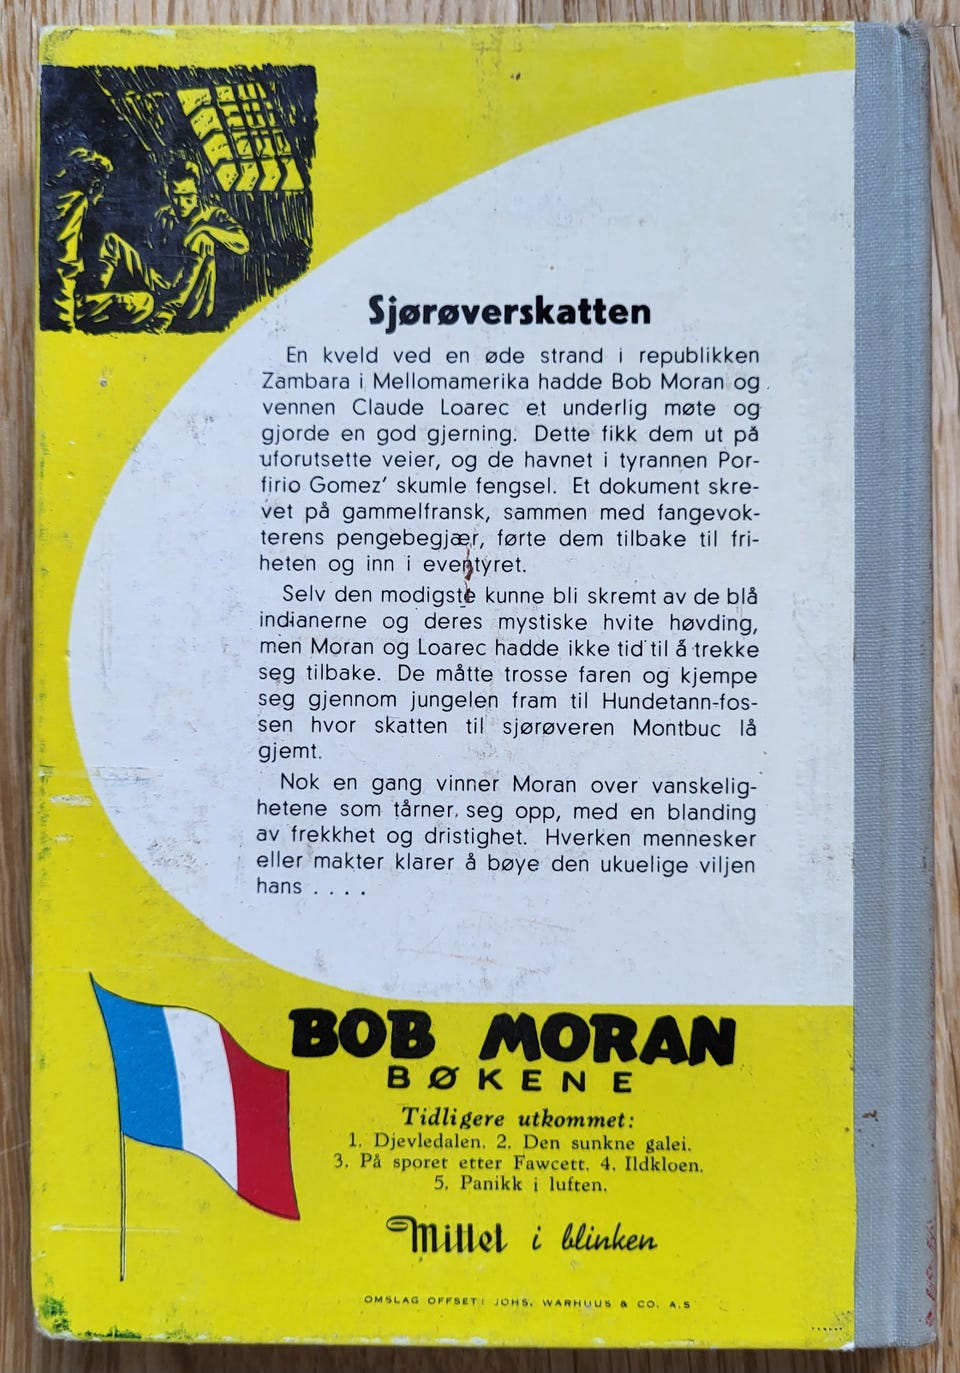 Sjørøverskatten
En kveld ved en øde strand i republikken
Zambara i Mellomamerika hadde Bob Moran og
vennen Claude Loarec et underlig møte og
gjorde en god gjerning. Dette fikk dem ut på
uforutsette veier, og de havnet i tyrannen Por-
firio Gomez' skumle fengsel. Et dokument skre-
vet på gammelfransk, sammen med fangevok-
terens pengebegjær, førte dem tilbake til fri-
heten og inn i eventyret.
Selv den modigste kunne bli skremt av de blå
indianerne og deres mystiske hvite høvding,
men Moran og Loarec hadde ikke tid til å trekke
seg tilbake. De måtte trosse faren og kjempe
seg gjennom jungelen fram til Hundetann-fos-
sen hvor skatten til sjørøveren Montbuc lå
gjemt.
Nok en gang vinner Moran over vanskelig-
hetene som tårner seg opp, med en blanding
av frekkhet og dristighet. Hverken mennesker
eller makter klarer å bøye den ukuelige viljen
hans . . . .
BOB MORAN
BØKENE
Tidligere utkommet:
1. Djevledalen. 2. Den sunkne galei.
3. På sporet etter Fawcett. 4. Ildkloen.
5. Panikk i luften.
Mittet i blinken
OMSLAG OFFSET: JOHS. WARHUUS & CO. A.S